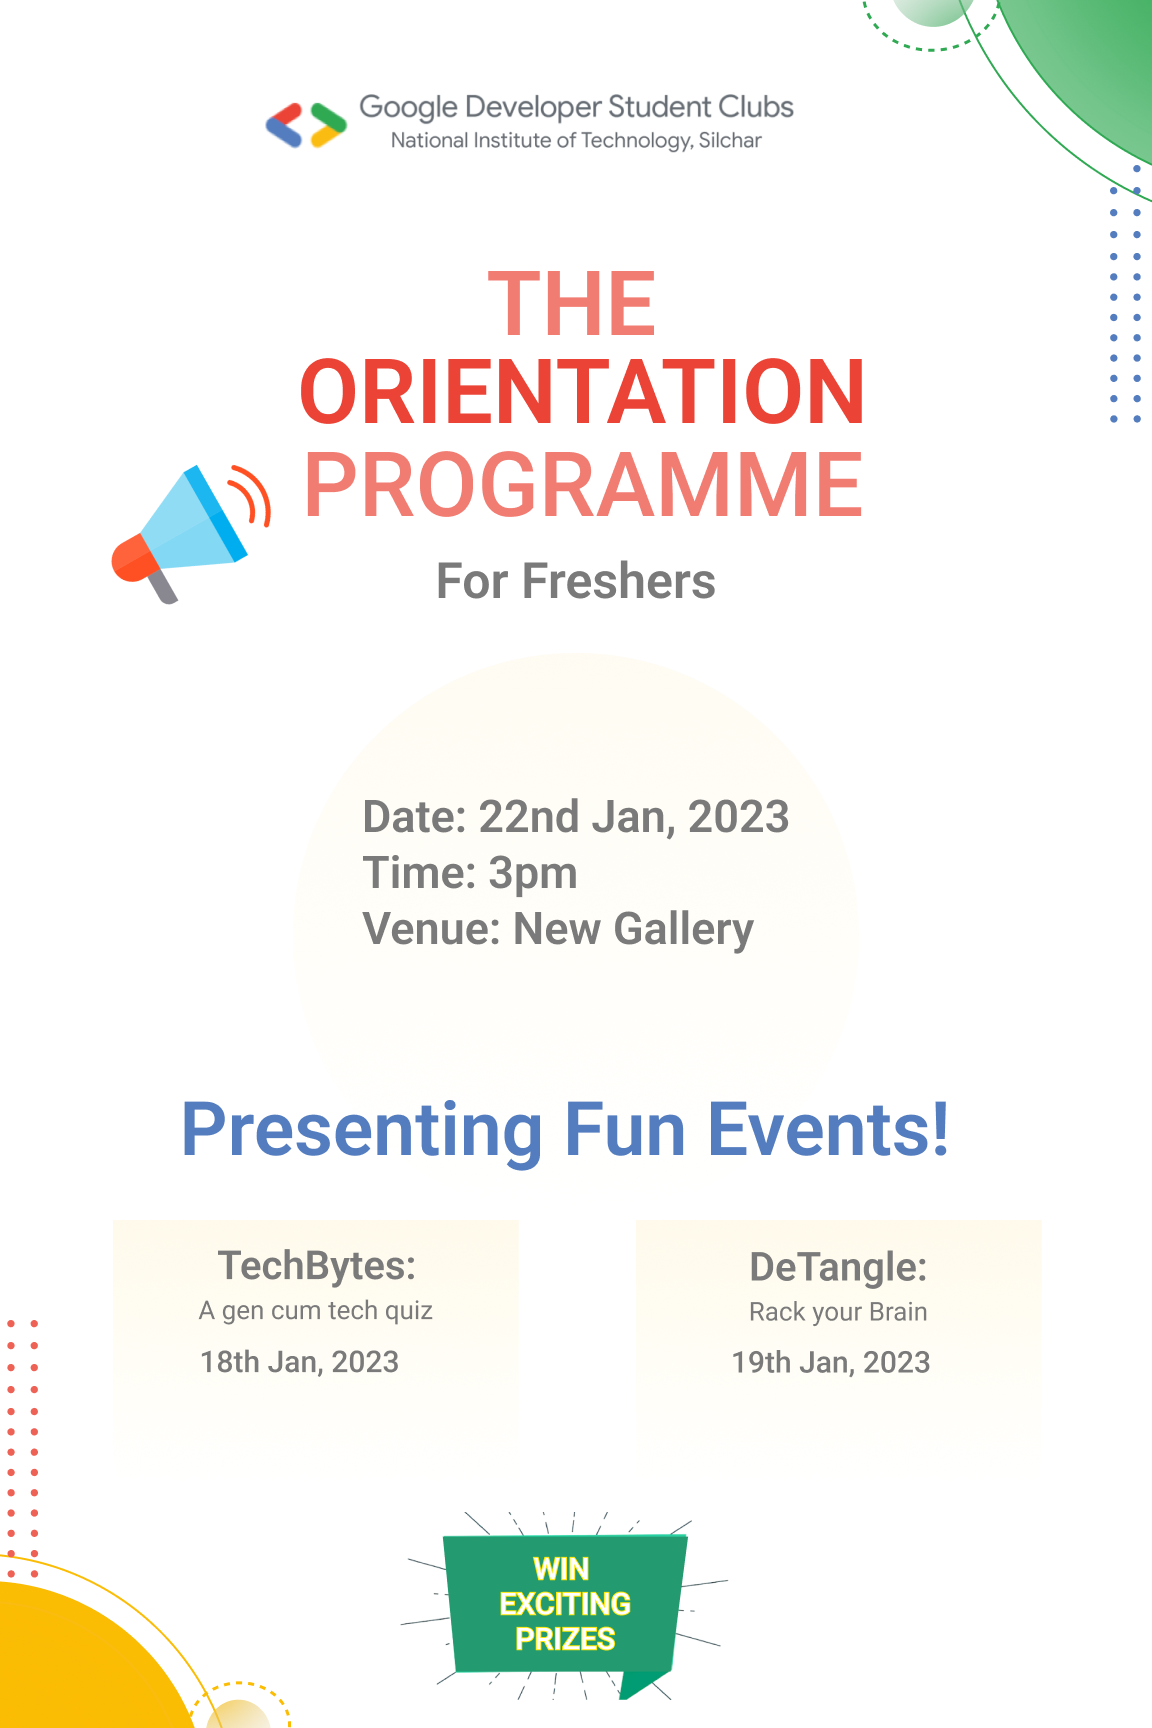 Google Developer Student Clubs
National Institute of Technology, Silchar
THE
ORIENTATION
PROGRAMME
For Freshers
Date: 22nd Jan, 2023
Time: 3pm
Venue: New Gallery
Presenting Fun Events!
TechBytes:
A gen cum tech quiz
18th Jan, 2023
DeTangle:
Rack your Brain
19th Jan, 2023
WIN
EXCITING
PRIZES